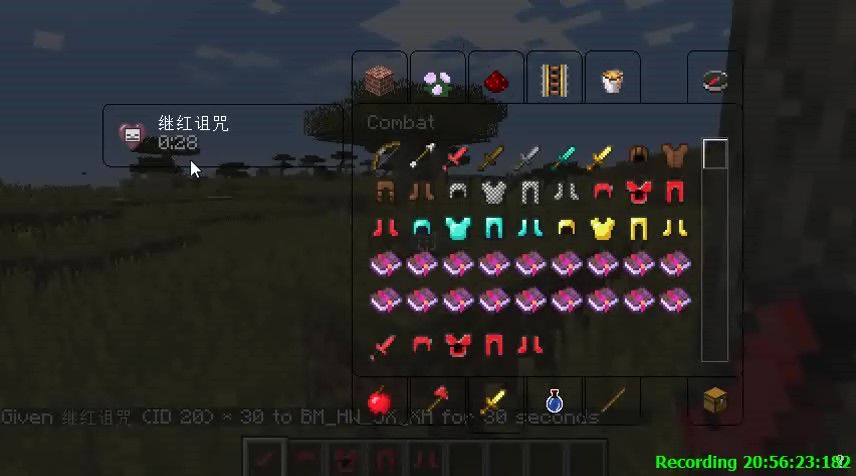 Combat
继红诅咒
0:28
Given 继红诅咒 (ID 20) * 30 to BM_HW_JX_XH for 30 seconds
Recording 20:56:23:182